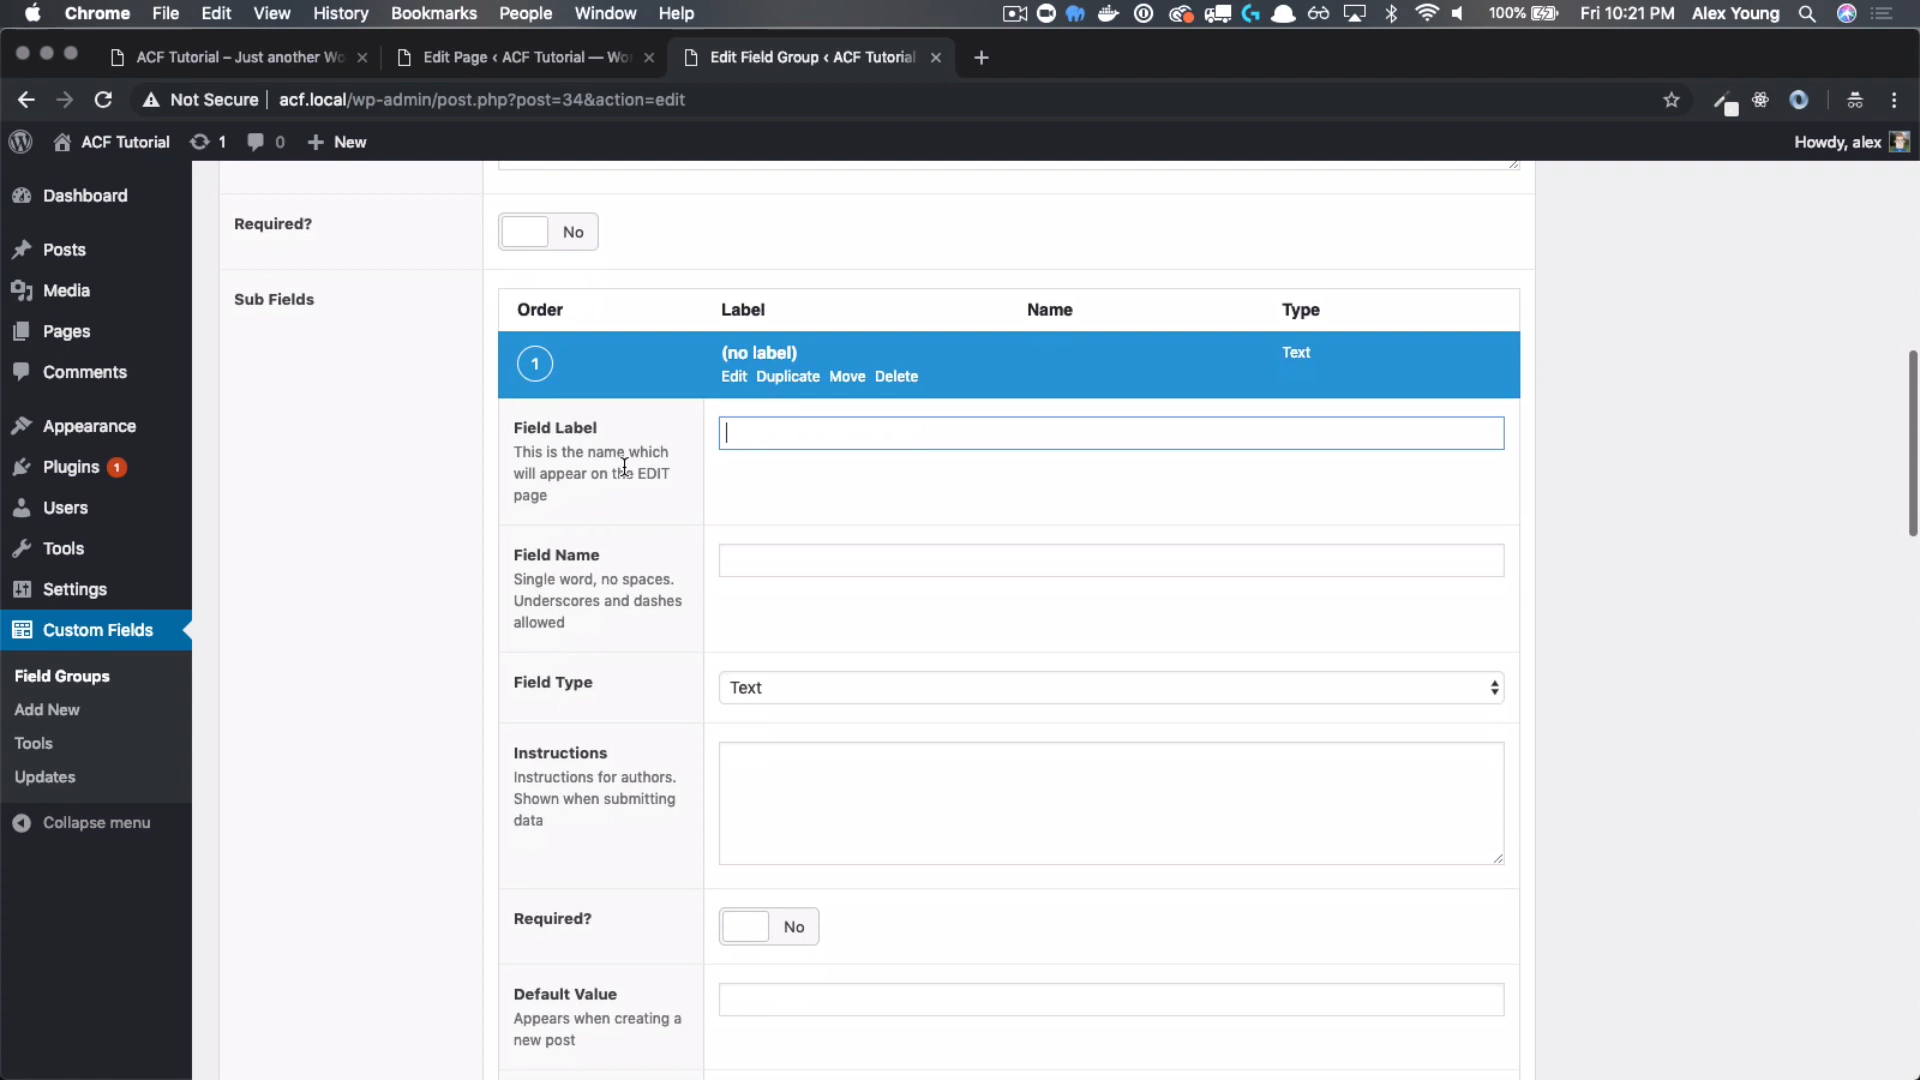 Chrome File Edit View History Bookmarks People Window Help 100% Fri 10:21 PM Alex Young
ACF Tutorial – Just another Wo
Edit Page ‹ ACF Tutorial — Wor
Edit Field Group ‹ ACF Tutorial
Not Secure acf.local/wp-admin/post.php?post=34&action=edit
ACF Tutorial 1 0 New Howdy, alex
Dashboard
Posts
Media
Pages
Comments
Appearance
Plugins 1
Users
Tools
Settings
Custom Fields
Field Groups
Add New
Tools
Updates
Collapse menu
Required?
No
Sub Fields
Order Label Name Type
1 (no label) Text
Edit Duplicate Move Delete
Field Label
This is the name which
will appear on the EDIT
page
Field Name
Single word, no spaces.
Underscores and dashes
allowed
Field Type
Text
Instructions
Instructions for authors.
Shown when submitting
data
Required?
No
Default Value
Appears when creating a
new post